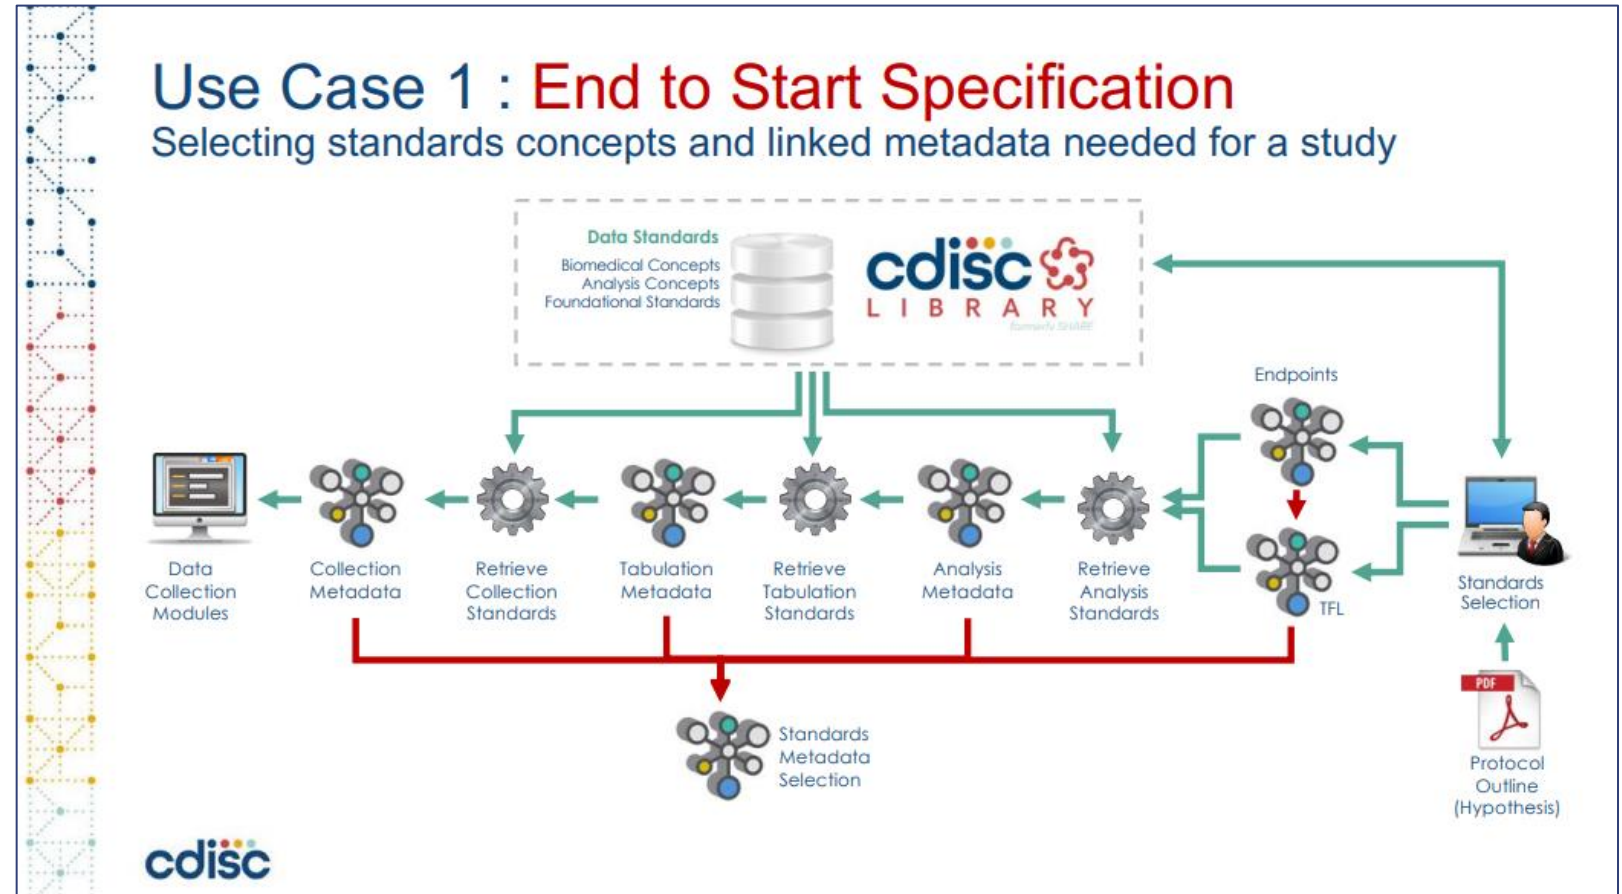 Use Case 1 : End to Start Specification
Selecting standards concepts and linked metadata needed for a study
Data Standards
Biomedical Concepts
Analysis Concepts
Foundational Standards
cdisc
LIBRARY
formerly SHARE
Endpoints
TFL
Data
Collection
Modules
Collection
Metadata
Retrieve
Collection
Standards
Tabulation
Metadata
Retrieve
Tabulation
Standards
Analysis
Metadata
Retrieve
Analysis
Standards
Standards
Selection
PDF
Protocol
Outline
(Hypothesis)
Standards
Metadata
Selection
cdisc